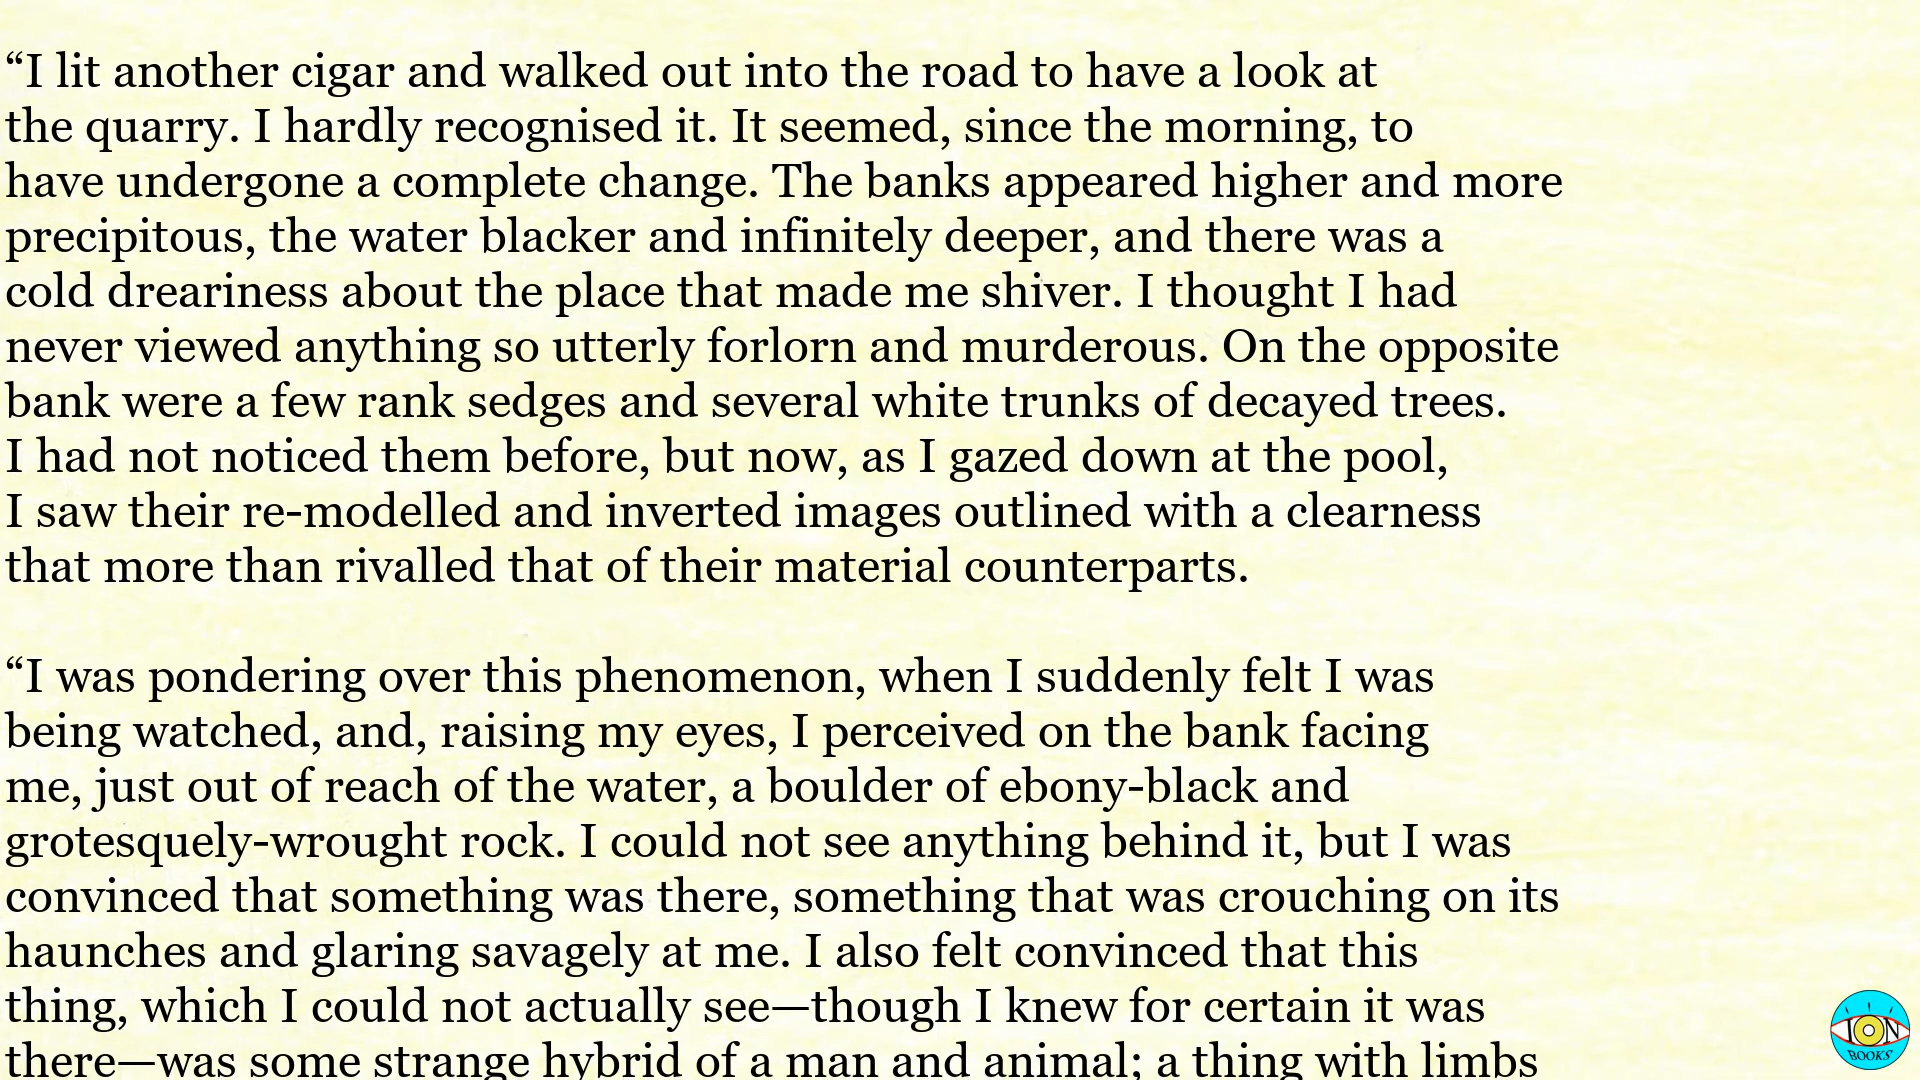 “I lit another cigar and walked out into the road to have a look at
the quarry. I hardly recognised it. It seemed, since the morning, to
have undergone a complete change. The banks appeared higher and more
precipitous, the water blacker and infinitely deeper, and there was a
cold dreariness about the place that made me shiver. I thought I had
never viewed anything so utterly forlorn and murderous. On the opposite
bank were a few rank sedges and several white trunks of decayed trees.
I had not noticed them before, but now, as I gazed down at the pool,
I saw their re-modelled and inverted images outlined with a clearness
that more than rivalled that of their material counterparts.
“I was pondering over this phenomenon, when I suddenly felt I was
being watched, and, raising my eyes, I perceived on the bank facing
me, just out of reach of the water, a boulder of ebony-black and
grotesquely-wrought rock. I could not see anything behind it, but I was
convinced that something was there, something that was crouching on its
haunches and glaring savagely at me. I also felt convinced that this
thing, which I could not actually see—though I knew for certain it was
there—was some strange hybrid of a man and animal; a thing with limbs
ION
BOOKS